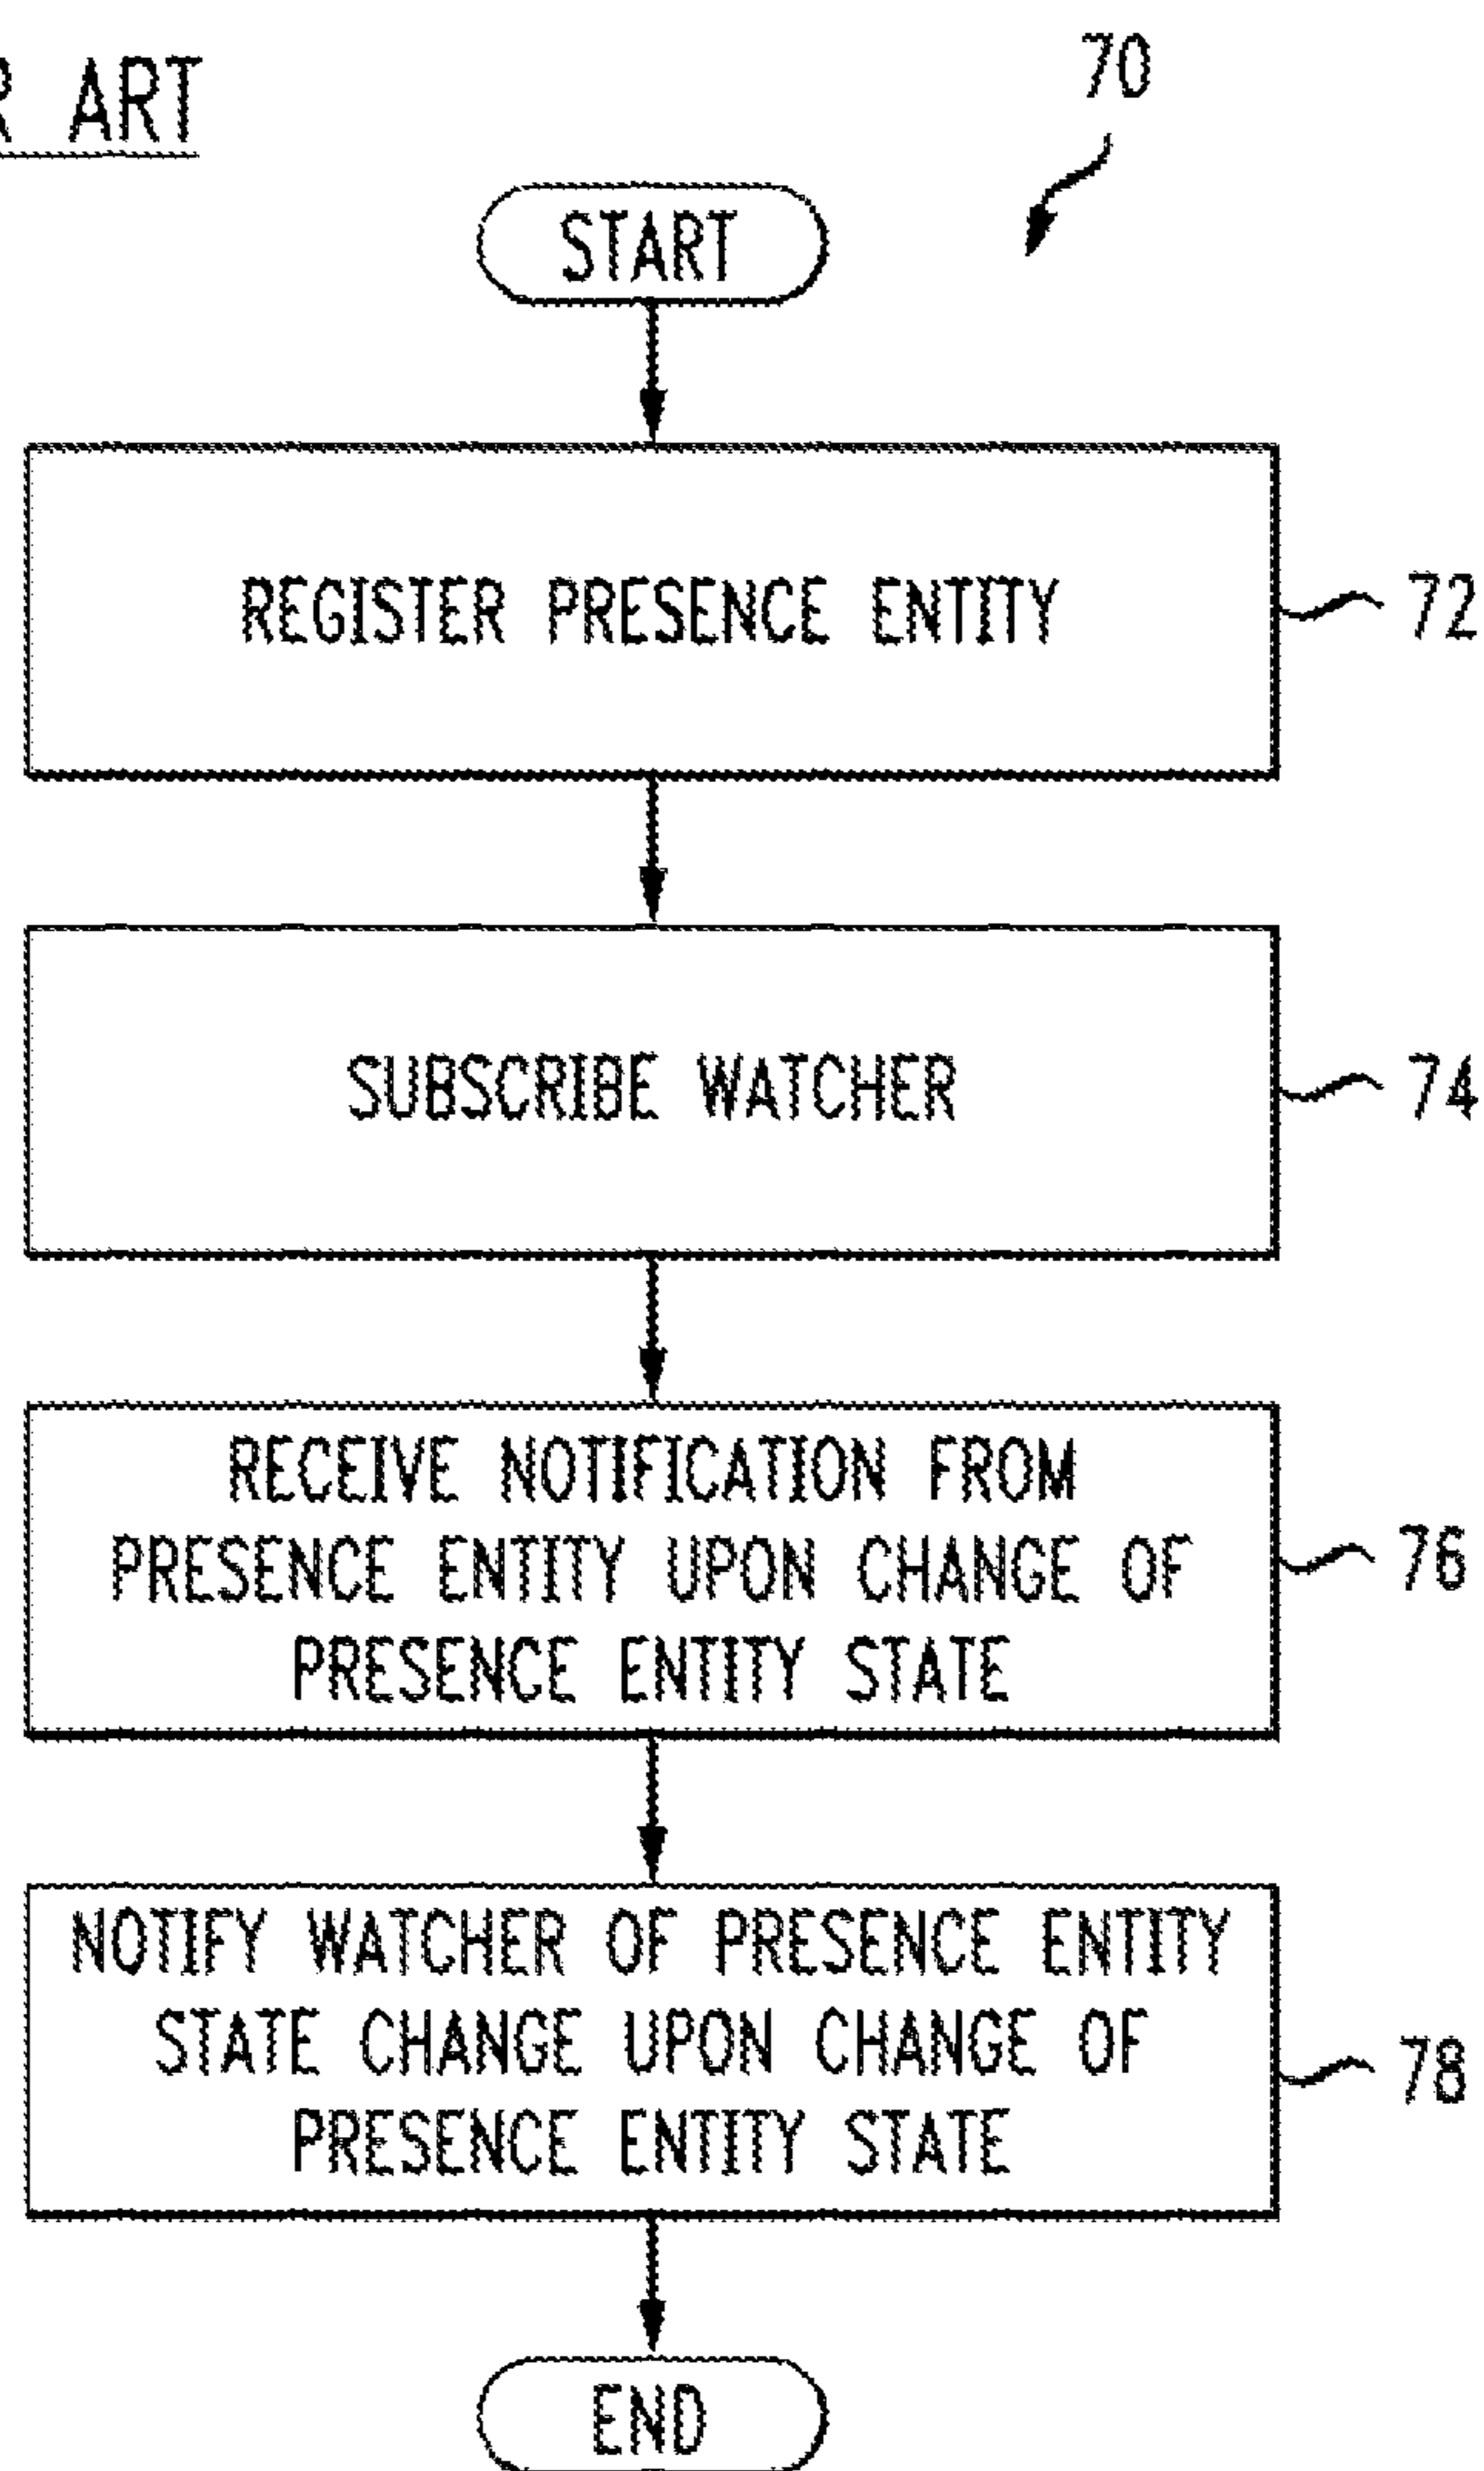 ART
70
START
REGISTER PRESENCE ENTITY
72
SUBSCRIBE WATCHER
74
RECEIVE NOTIFICATION FROM
PRESENCE ENTITY UPON CHANGE OF
PRESENCE ENTITY STATE
76
NOTIFY WATCHER OF PRESENCE ENTITY
STATE CHANGE UPON CHANGE OF
PRESENCE ENTITY STATE
78
END